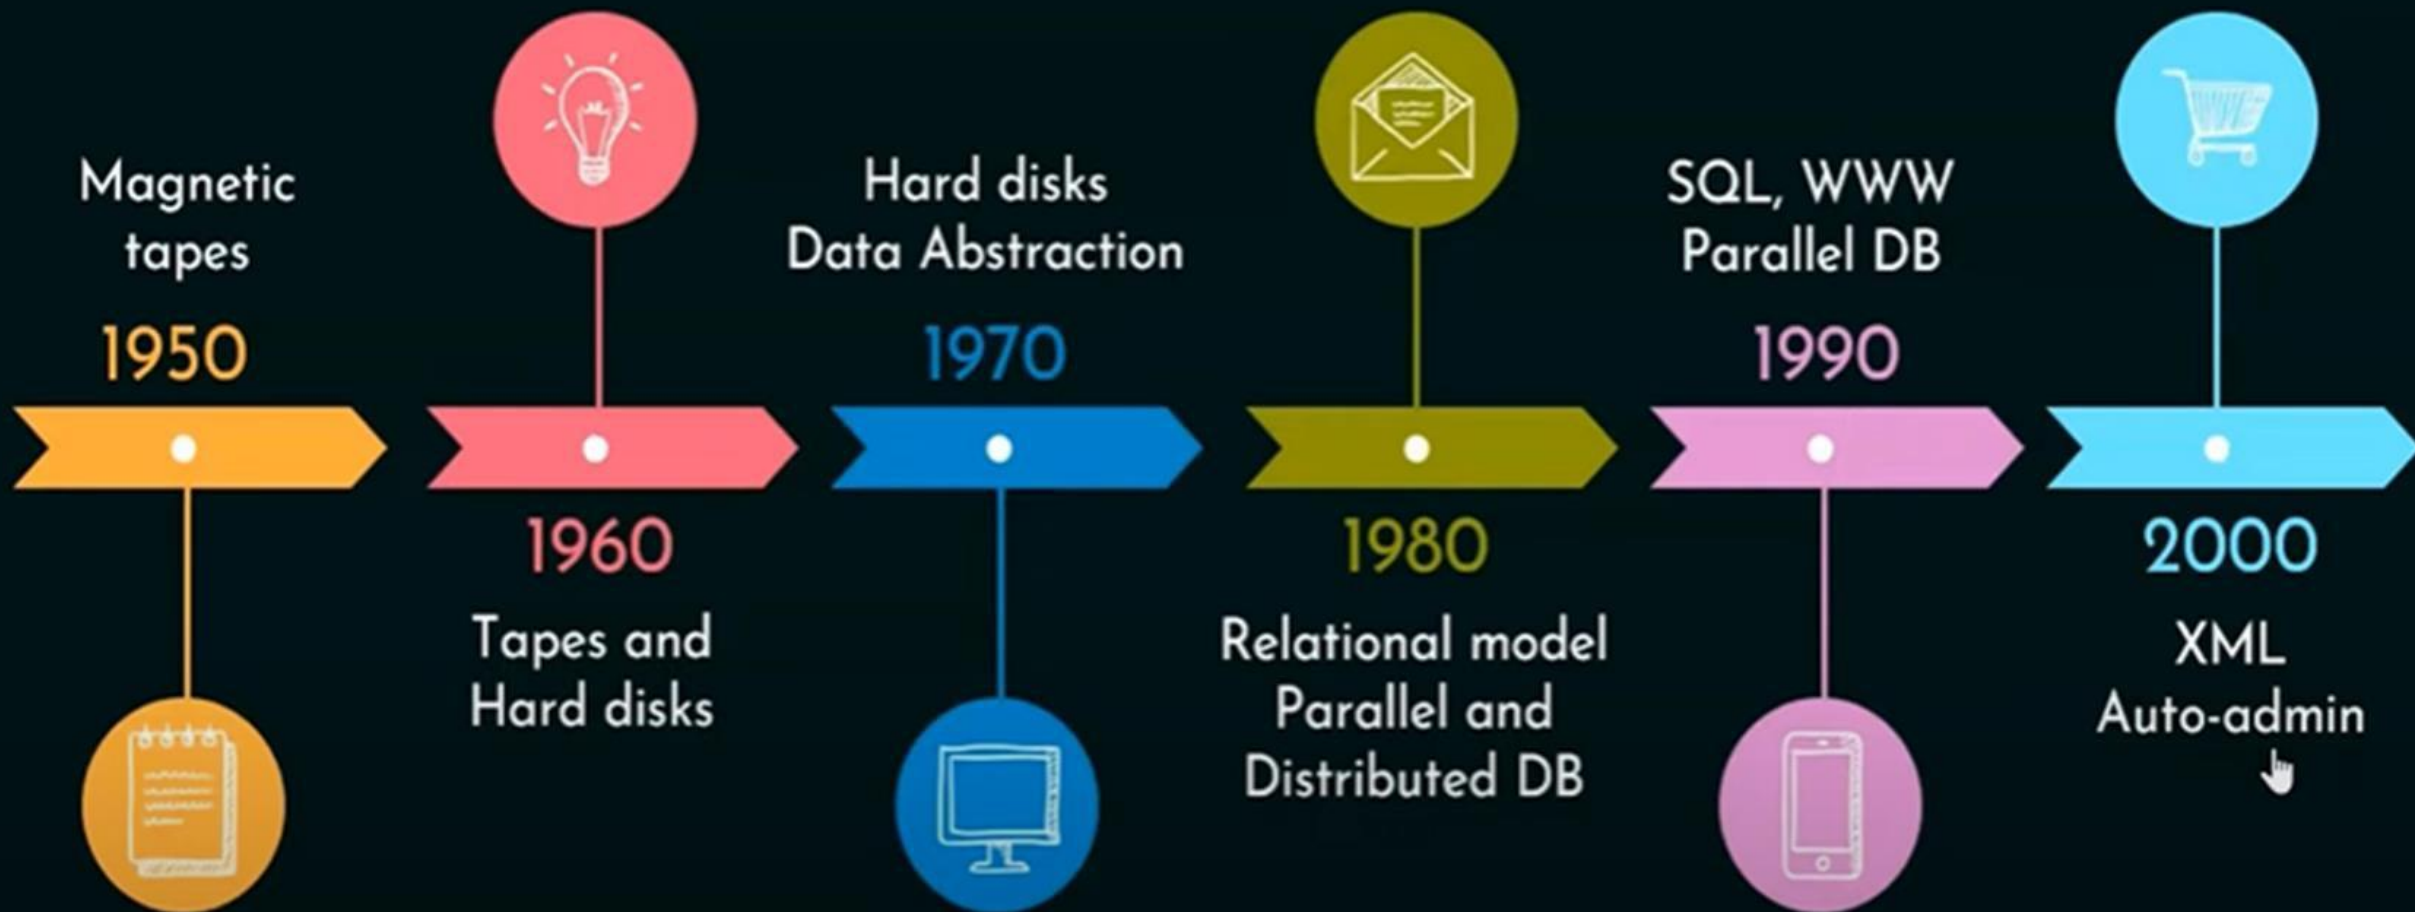 Magnetic
tapes
1950
1960
Tapes and
Hard disks
Hard disks
Data Abstraction
1970
1980
Relational model
Parallel and
Distributed DB
SQL, WWW
Parallel DB
1990
2000
XML
Auto-admin